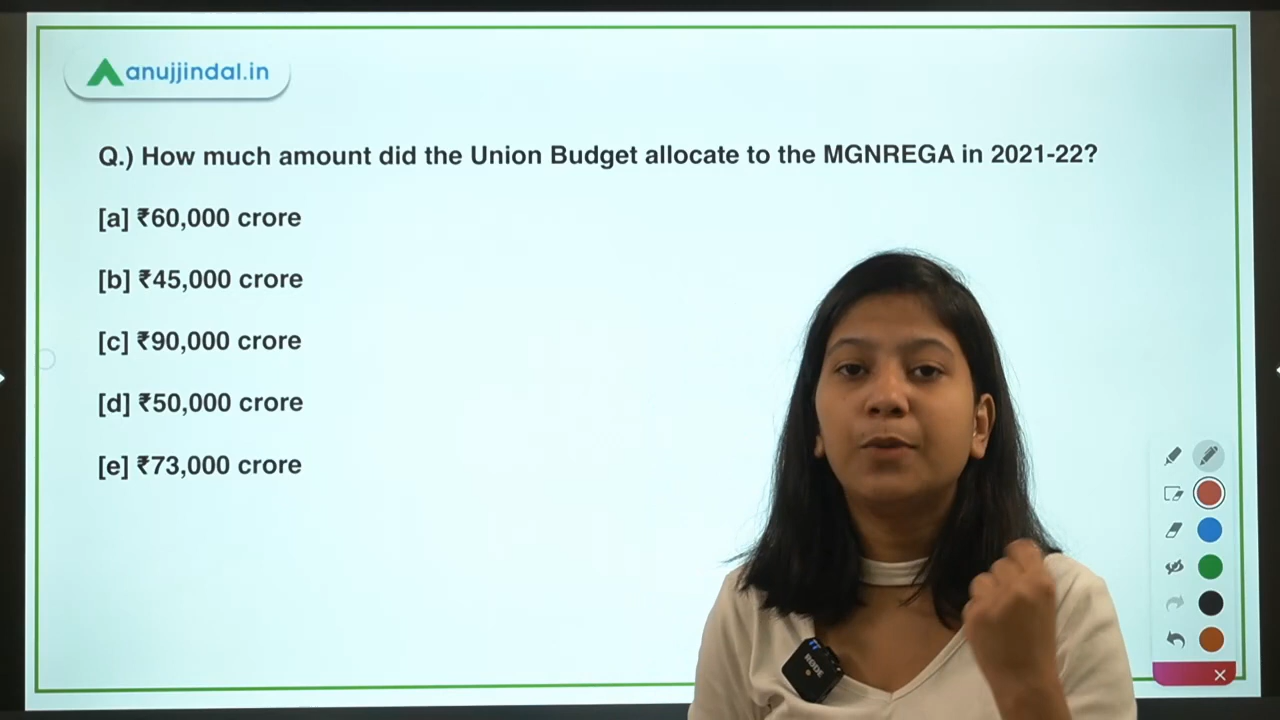 anujjindal.in
Q.) How much amount did the Union Budget allocate to the MGNREGA in 2021-22?
[a] ₹60,000 crore
[b] ₹45,000 crore
[c] ₹90,000 crore
[d] ₹50,000 crore
[e] ₹73,000 crore
RODE